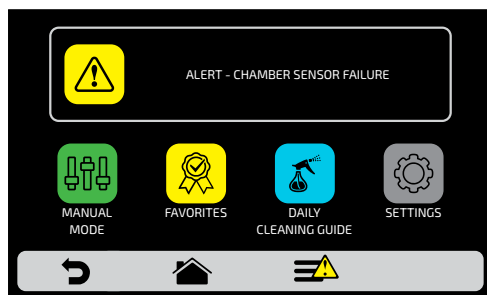 ALERT - CHAMBER SENSOR FAILURE
MANUAL
MODE
FAVORITES
DAILY
CLEANING GUIDE
SETTINGS